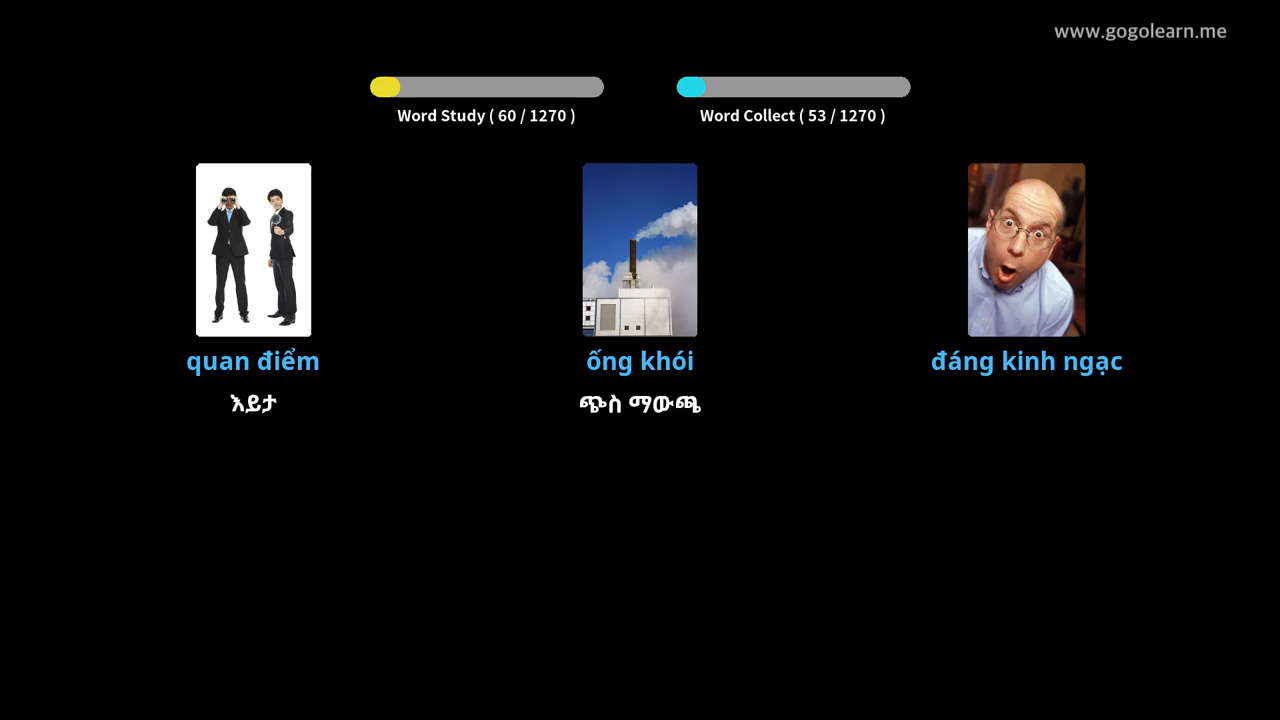 www.gogolearn.me
Word Study ( 60 / 1270 )
Word Collect ( 53 / 1270 )
quan điểm
ống khói
đáng kinh ngạc
እይታ
ጭስ ማውጫ